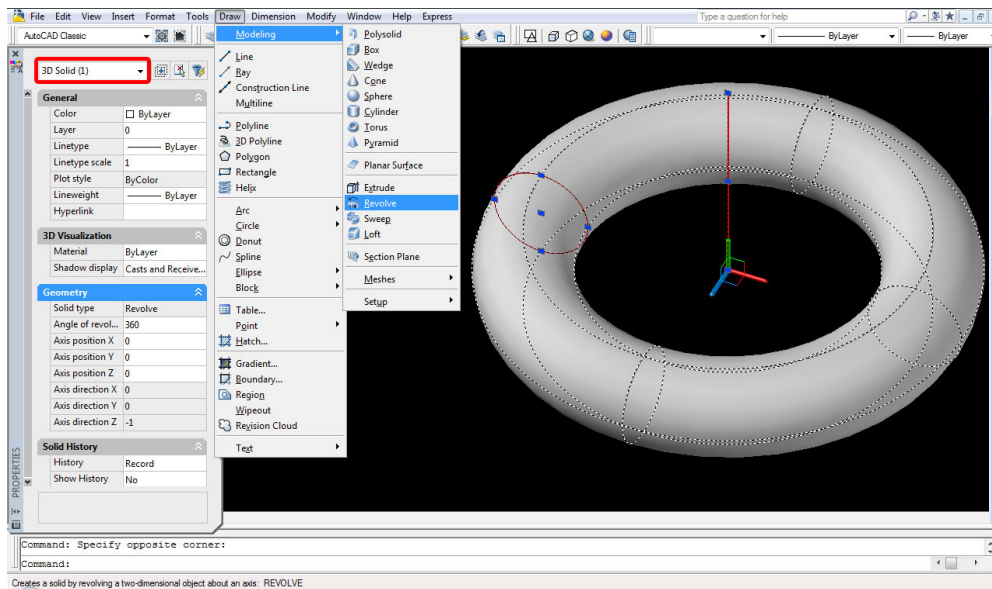 File Edit View Insert Format Tools Draw Dimension Modify Window Help Express Type a question for help
AutoCAD Classic ByLayer ByLayer
3D Solid (1)
General
Color ByLayer
Layer 0
Linetype ByLayer
Linetype scale 1
Plot style ByColor
Lineweight ByLayer
Hyperlink
3D Visualization
Material ByLayer
Shadow display Casts and Receive...
Geometry
Solid type Revolve
Angle of revol... 360
Axis position X 0
Axis position Y 0
Axis position Z 0
Axis direction X 0
Axis direction Y 0
Axis direction Z -1
Solid History
History Record
Show History No
PROPERTIES
Modeling
Line
Ray
Construction Line
Multiline
Polyline
3D Polyline
Polygon
Rectangle
Helix
Arc
Circle
Donut
Spline
Ellipse
Block
Table...
Point
Hatch...
Gradient...
Boundary...
Region
Wipeout
Revision Cloud
Text
Polysolid
Box
Wedge
Cone
Sphere
Cylinder
Torus
Pyramid
Planar Surface
Extrude
Revolve
Sweep
Loft
Section Plane
Meshes
Setup
Command: Specify opposite corner:
Command:
Creates a solid by revolving a two-dimensional object about an axis: REVOLVE